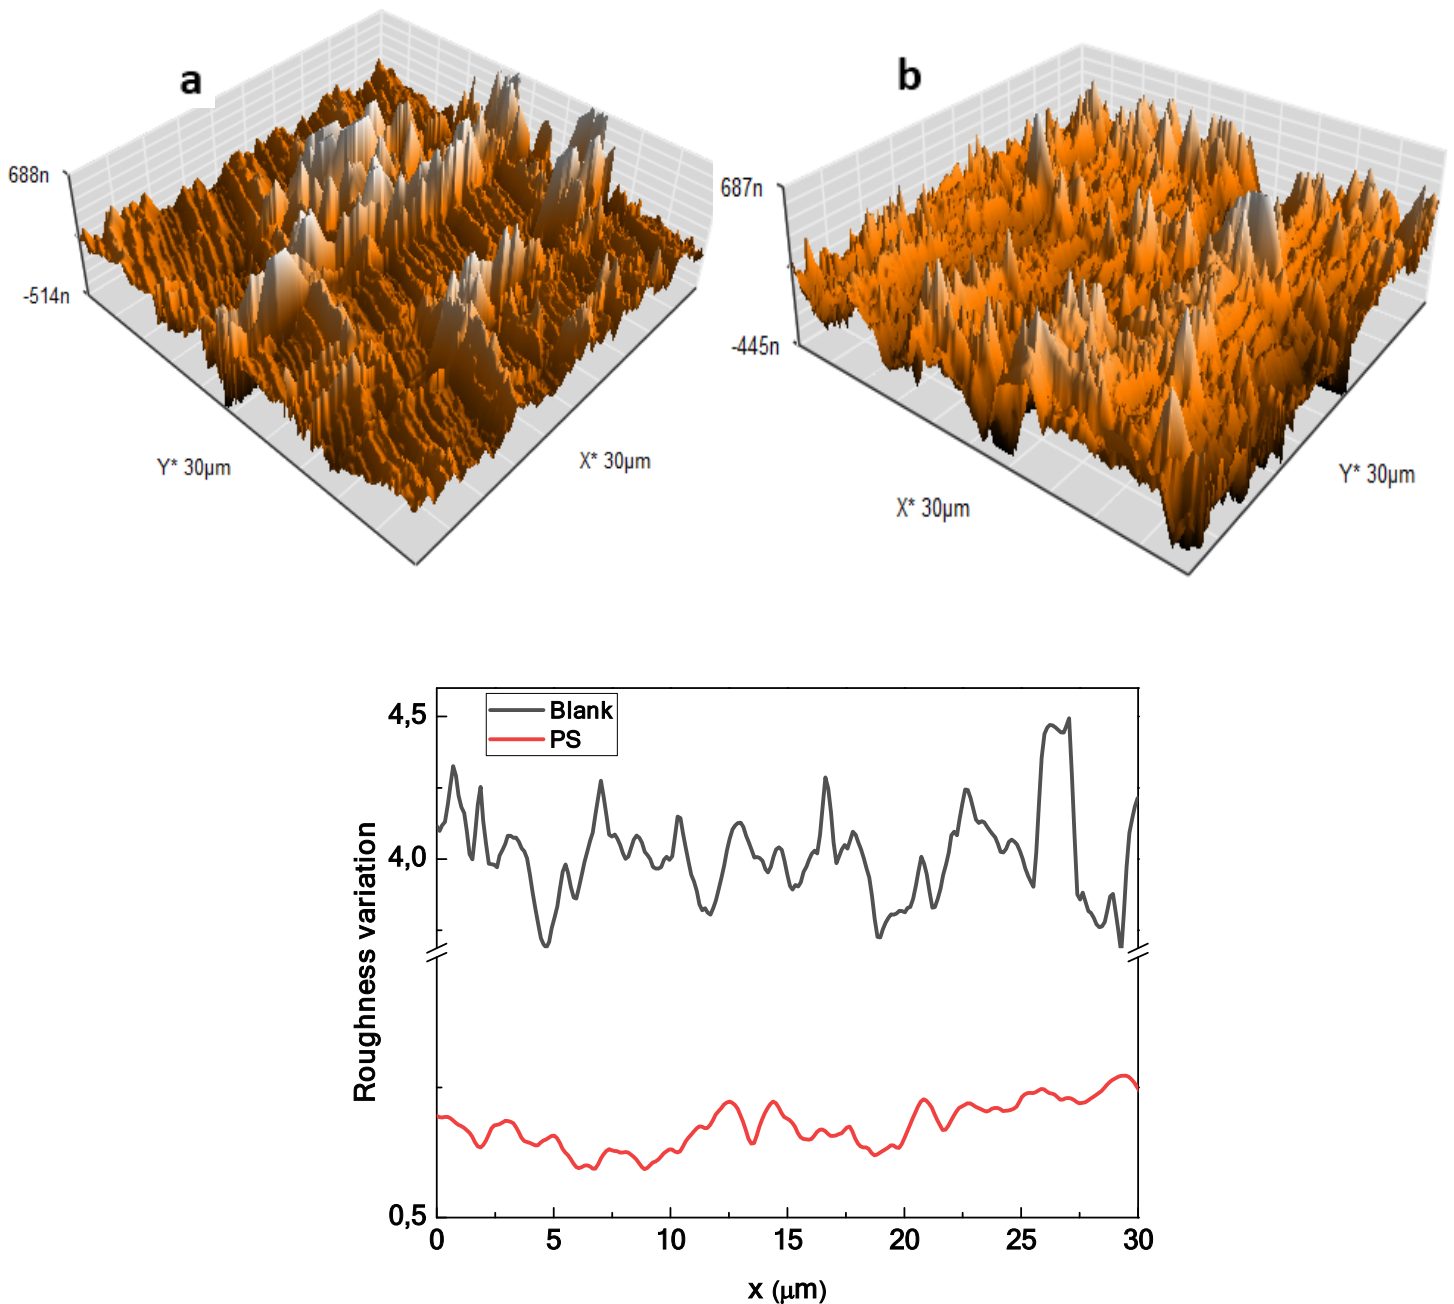 a
688n
-514n
Y* 30µm
X* 30µm
b
687n
-445n
X* 30µm
Y* 30µm
Blank
PS
4,5
4,0
0,5
Roughness variation
0 5 10 15 20 25 30
x (µm)